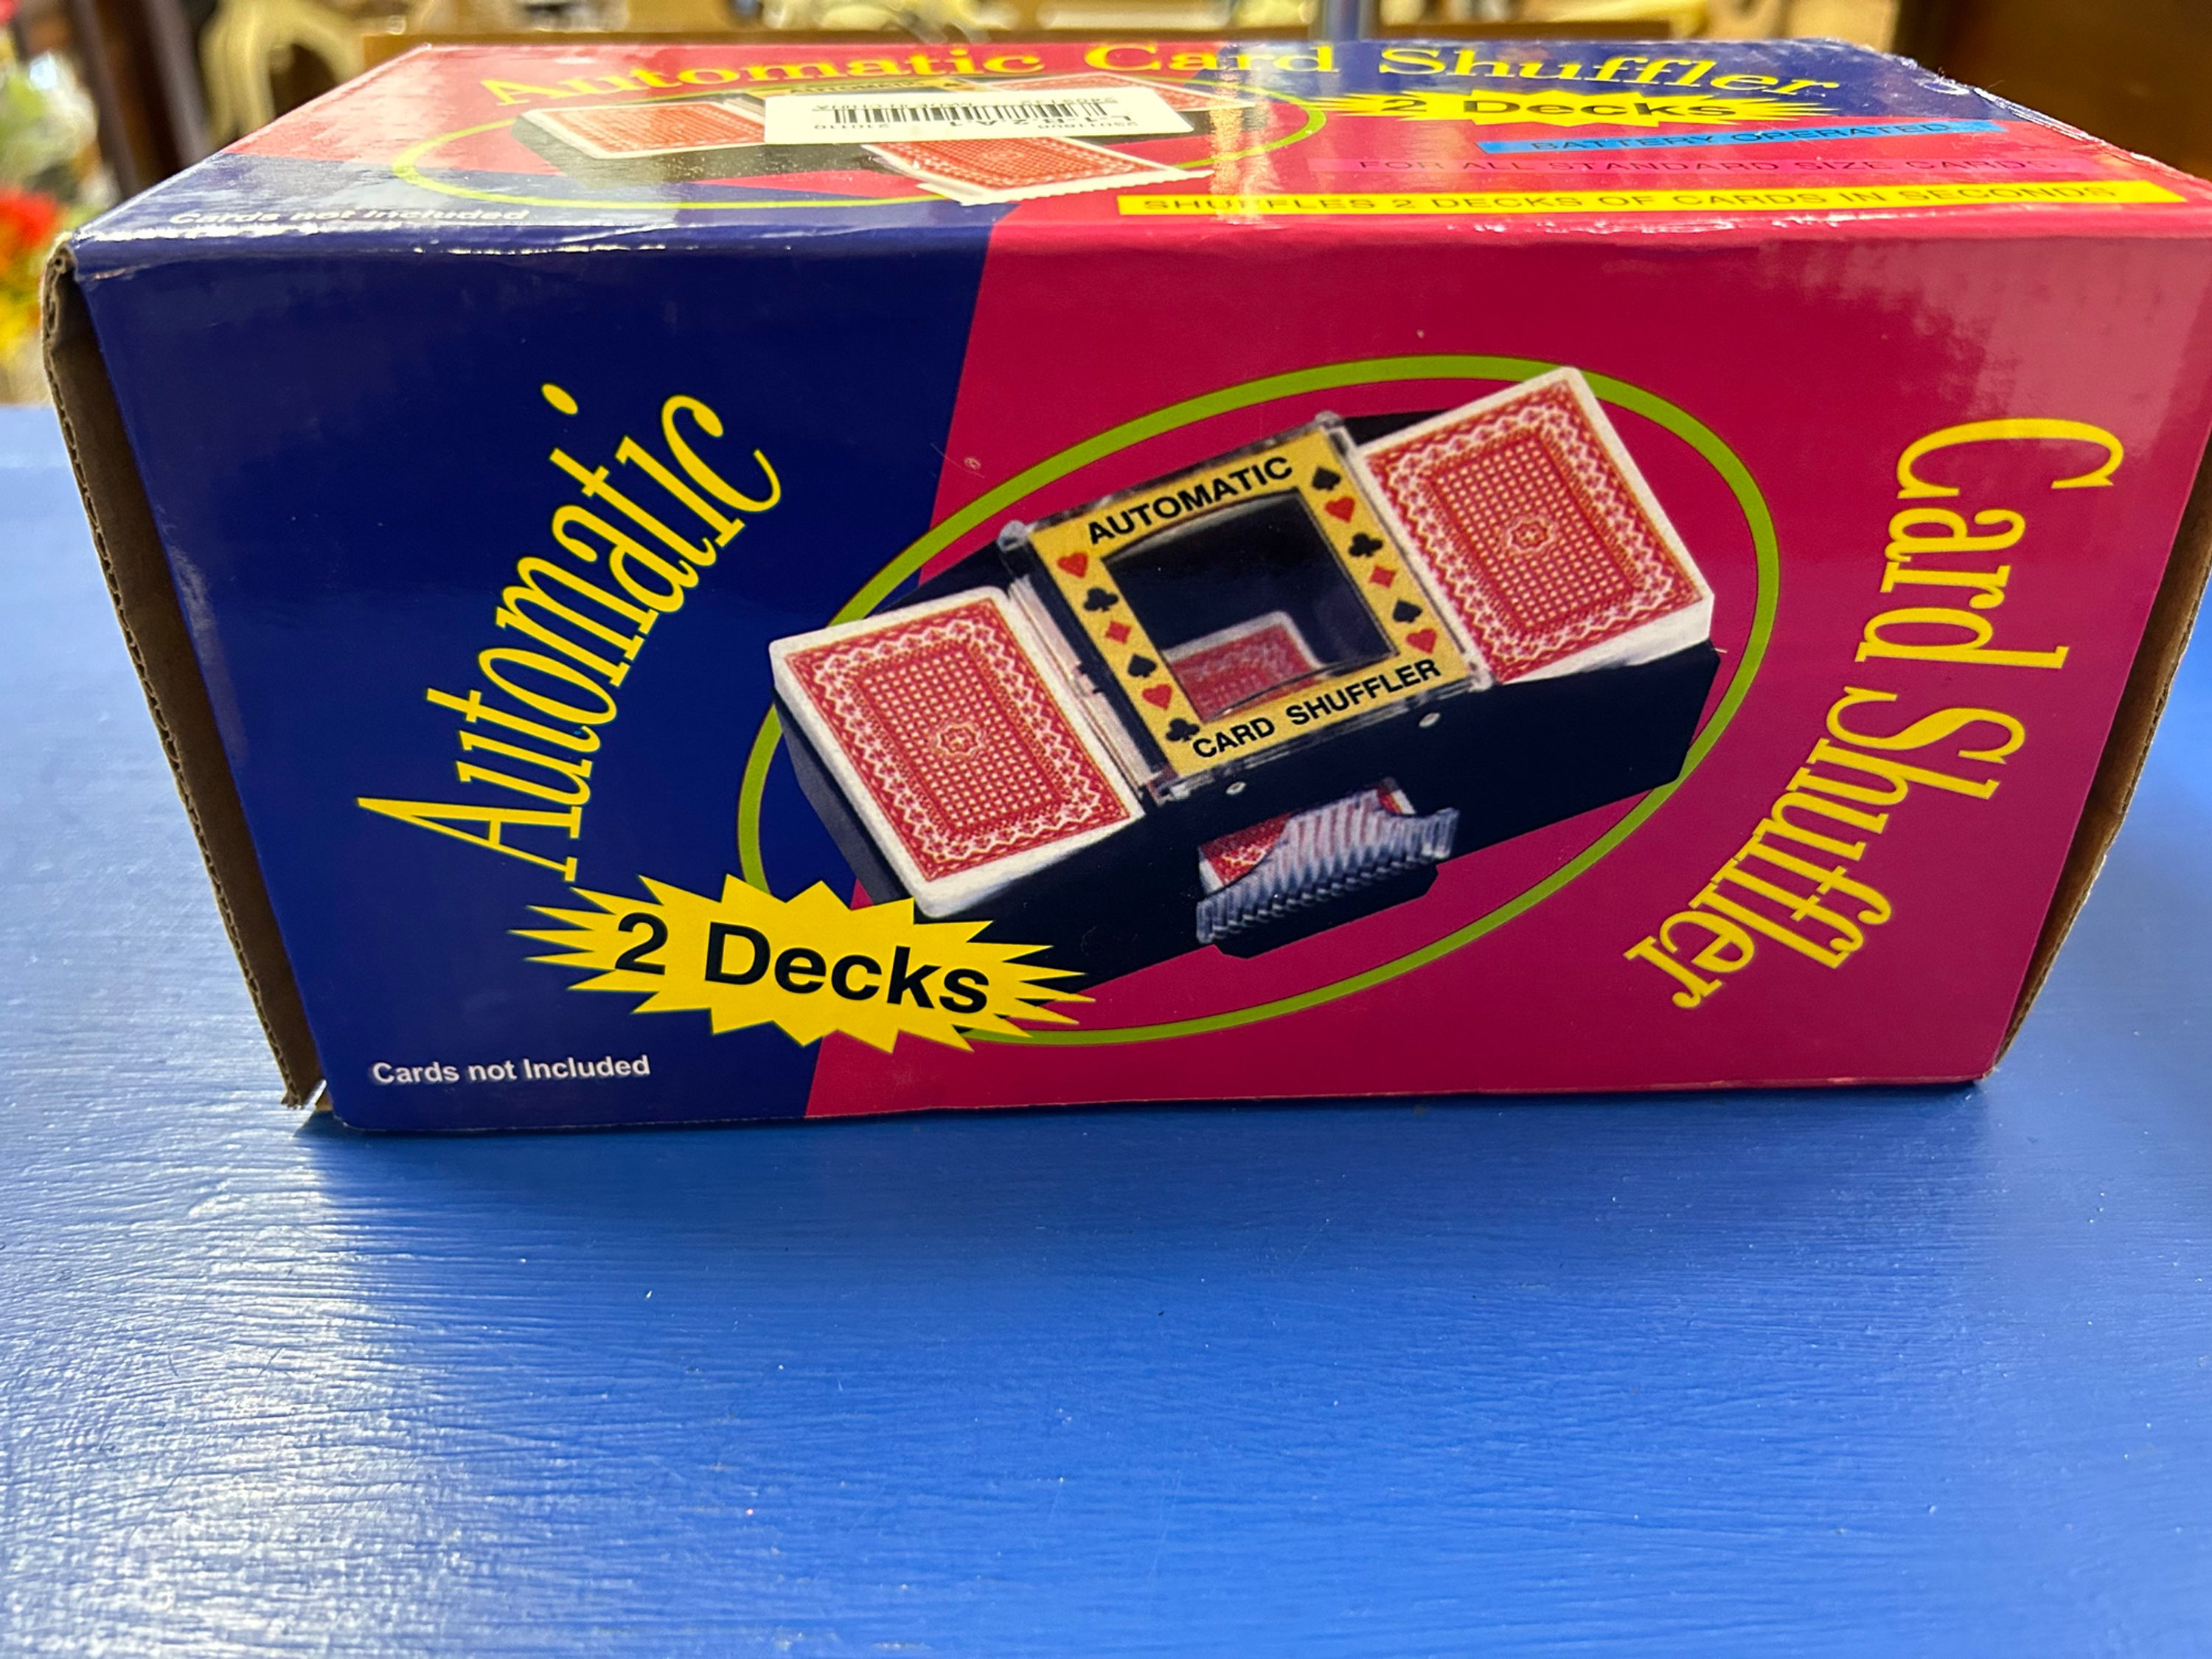 Automatic Card Shuffler
2 Decks
BATTERY OPERATED
FOR ALL STANDARD SIZE CARDS
SHUFFLES 2 DECKS OF CARDS IN SECONDS
Cards not included
Automatic
Card Shuffler
AUTOMATIC
CARD SHUFFLER
2 Decks
Cards not Included